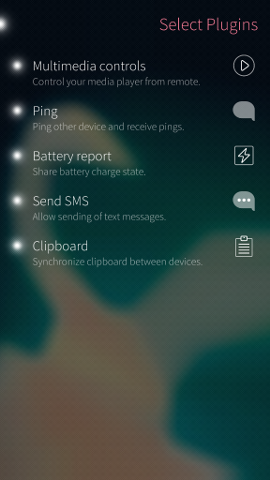 Select Plugins
Multimedia controls
Control your media player from remote.
Ping
Ping other device and receive pings.
Battery report
Share battery charge state.
Send SMS
Allow sending of text messages.
Clipboard
Synchronize clipboard between devices.